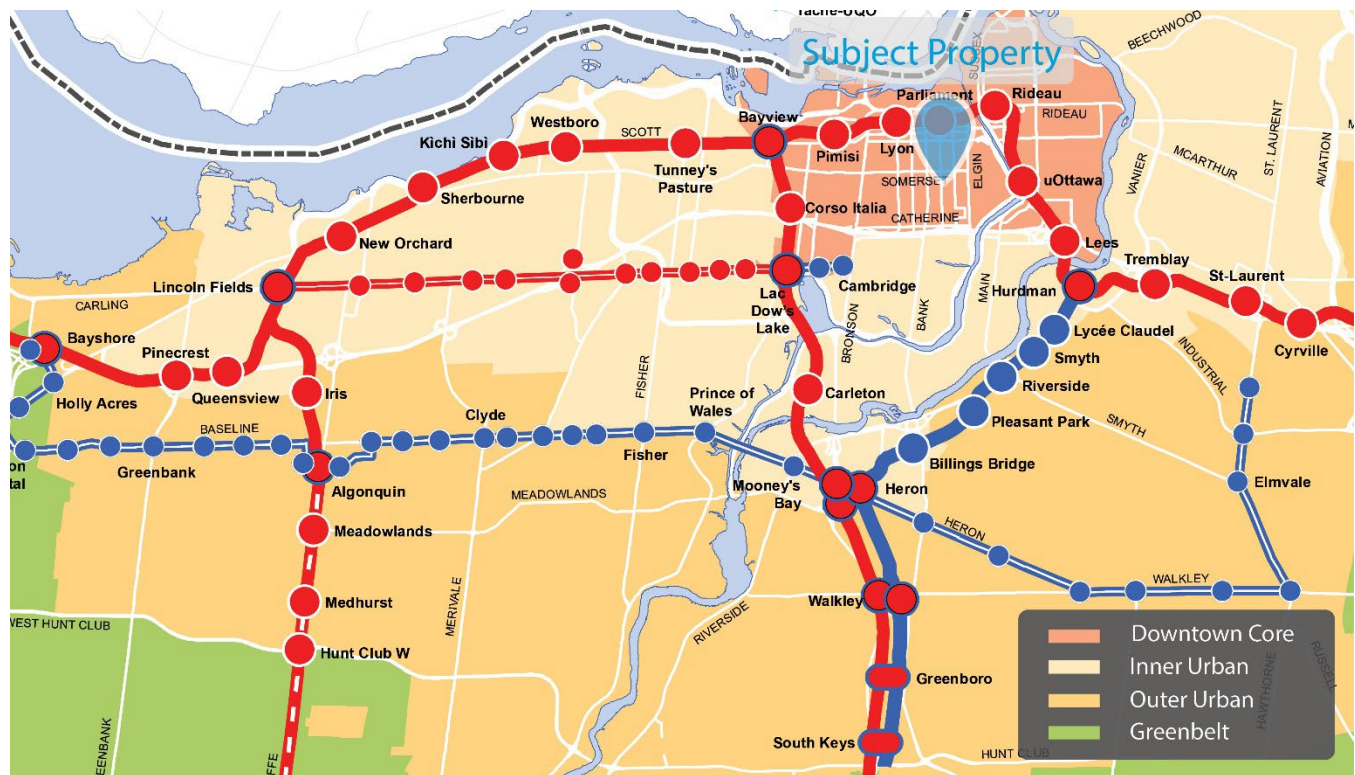 Taché-UQO
Subject Property
SUSSEX
BEECHWOOD
Parliament
Rideau
RIDEAU
Bayview
Westboro
SCOTT
Kichi Sibi
Tunney's
Pasture
Pimisi
Lyon
SOMERSE
ELGIN
uOttawa
VANIER
MCARTHUR
ST. LAURENT
AVIATION
Sherbourne
Corso Italia
CATHERINE
New Orchard
Lees
Tremblay
St-Laurent
Lincoln Fields
CARLING
Lac
Dow's
Lake
Cambridge
BRONSON
BANK
MAIN
Hurdman
Lycée Claudel
Cyrville
Bayshore
Pinecrest
Queensview
Iris
Holly Acres
FISHER
Prince of
Wales
Carleton
Smyth
Riverside
Pleasant Park
INDUSTRIAL
SMYTH
BASELINE
Clyde
Greenbank
Fisher
Billings Bridge
Algonquin
MEADOWLANDS
Mooney's
Bay
Heron
HERON
Elmvale
Meadowlands
MERIVALE
Medhurst
WEST HUNT CLUB
Hunt Club W
RIVERSIDE
Walkley
WALKLEY
Greenboro
South Keys
HUNT CLUB
HAWTHORNE
RUSSELL
Downtown Core
Inner Urban
Outer Urban
Greenbelt